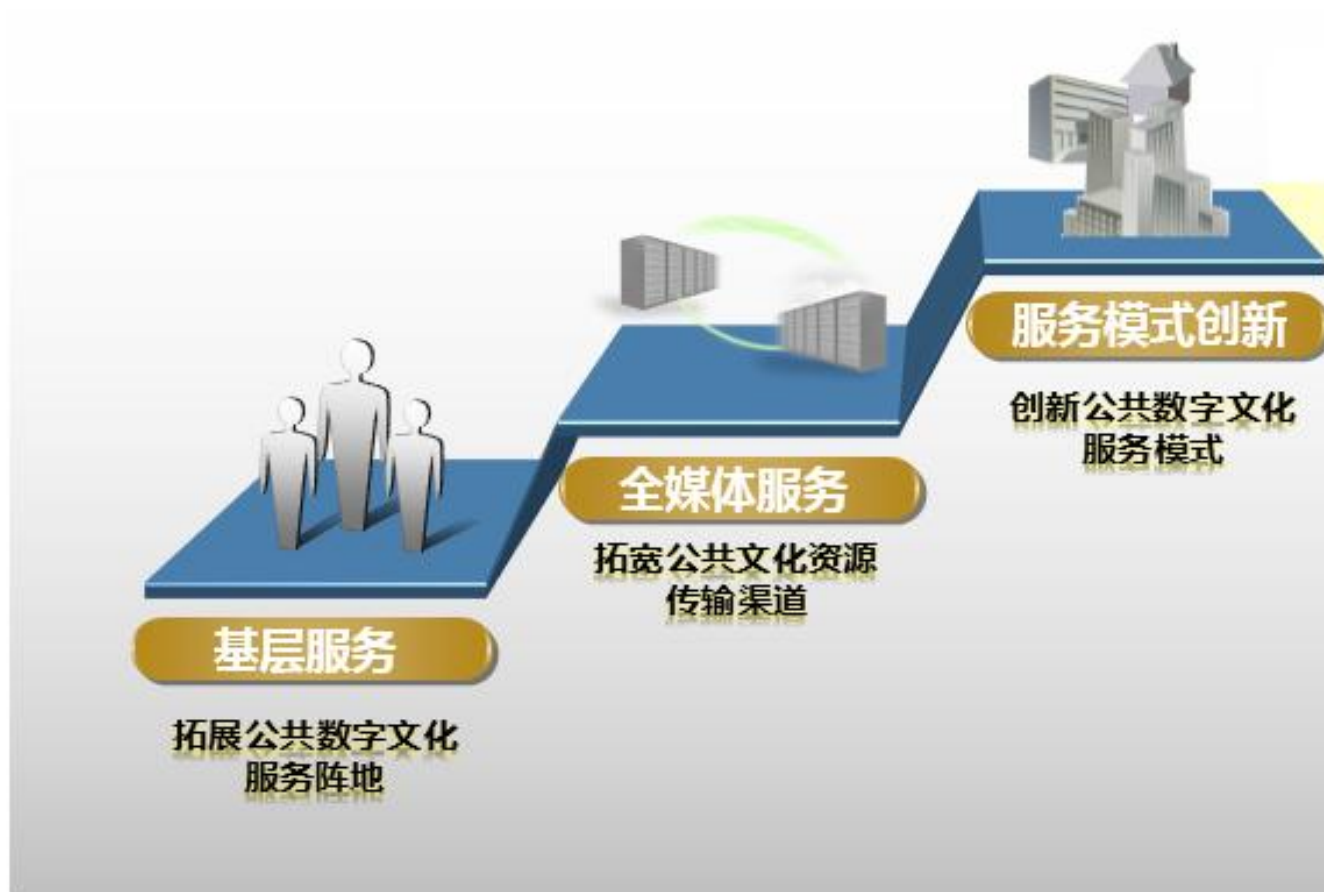 服务模式创新
创新公共数字文化
服务模式
全媒体服务
拓宽公共文化资源
传输渠道
基层服务
拓展公共数字文化
服务阵地